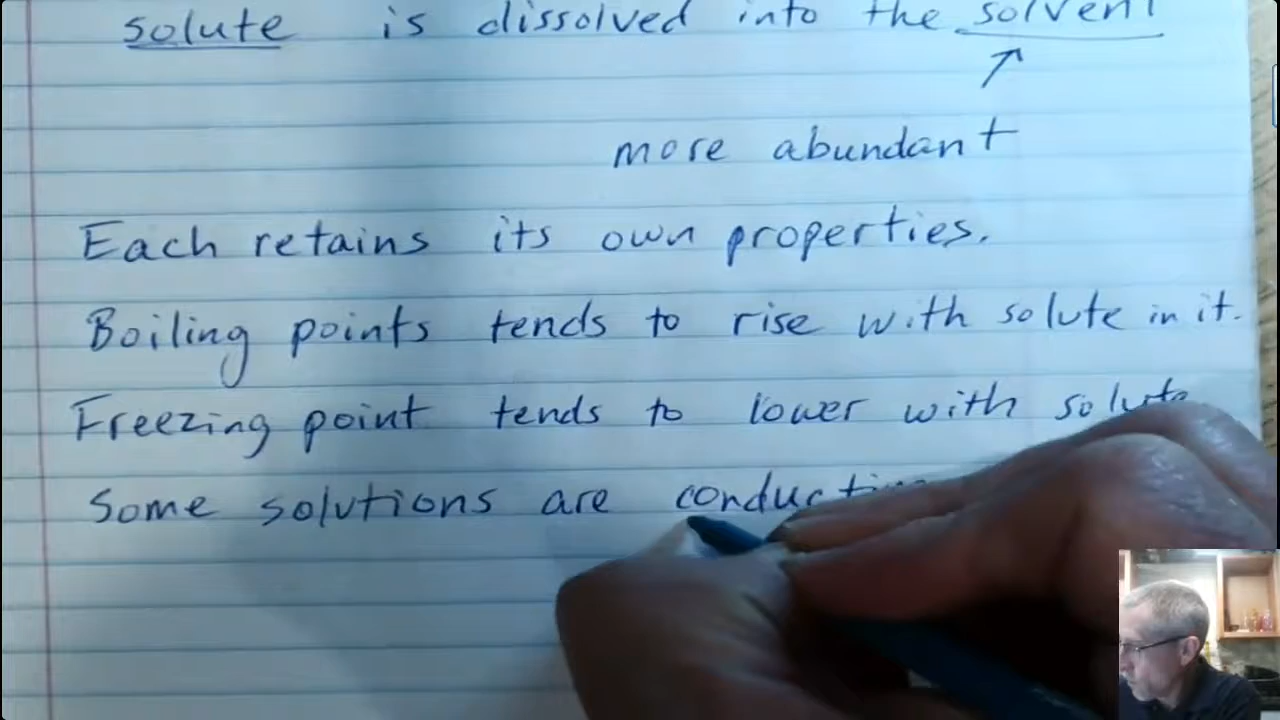 solute is dissolved into the solvent
more abundant
Each retains its own properties.
Boiling points tends to rise with solute in it.
Freezing point tends to lower with solute
Some solutions are